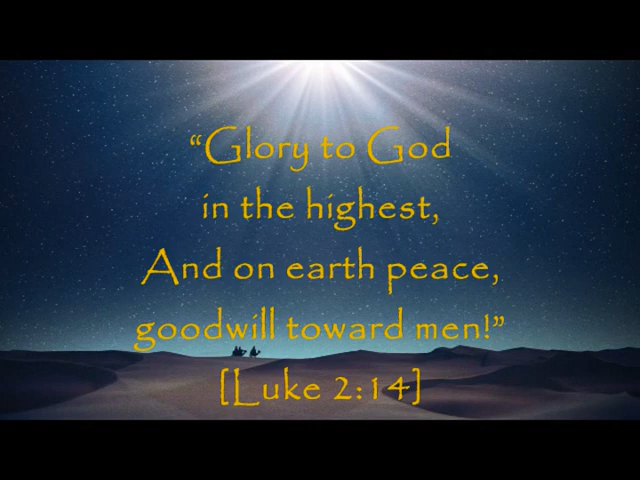 “Glory to God
in the highest,
And on earth peace,
goodwill toward men!”
[Luke 2:14]